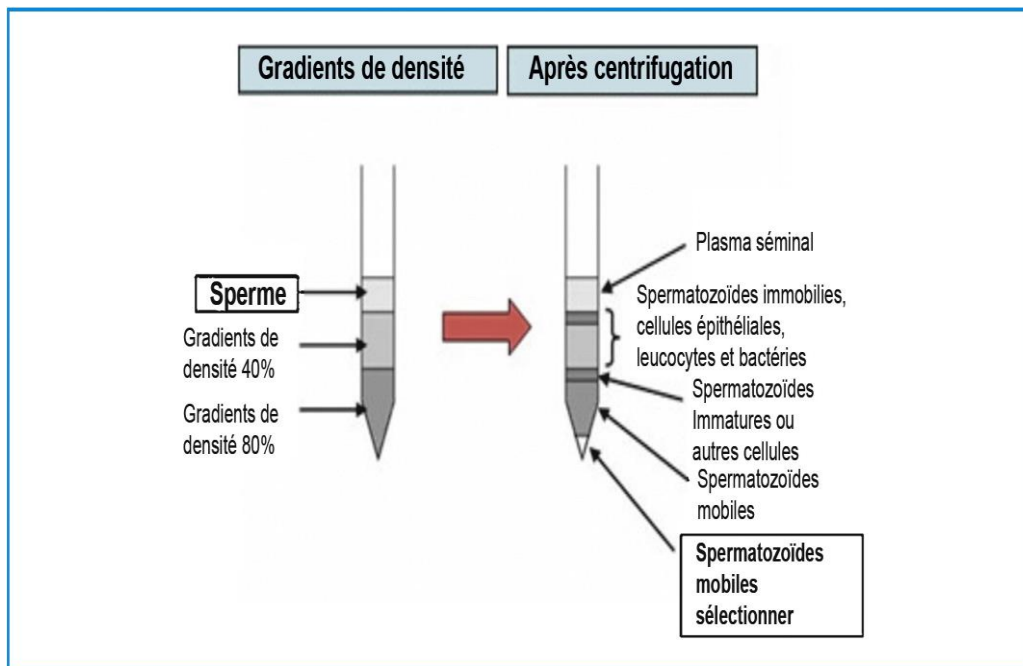 Gradients de densité
Après centrifugation
Sperme
Gradients de
densité 40%
Gradients de
densité 80%
Plasma séminal
Spermatozoïdes immobilies,
cellules épithéliales,
leucocytes et bactéries
Spermatozoïdes
Immatures ou
autres cellules
Spermatozoïdes
mobiles
Spermatozoïdes
mobiles
sélectionner